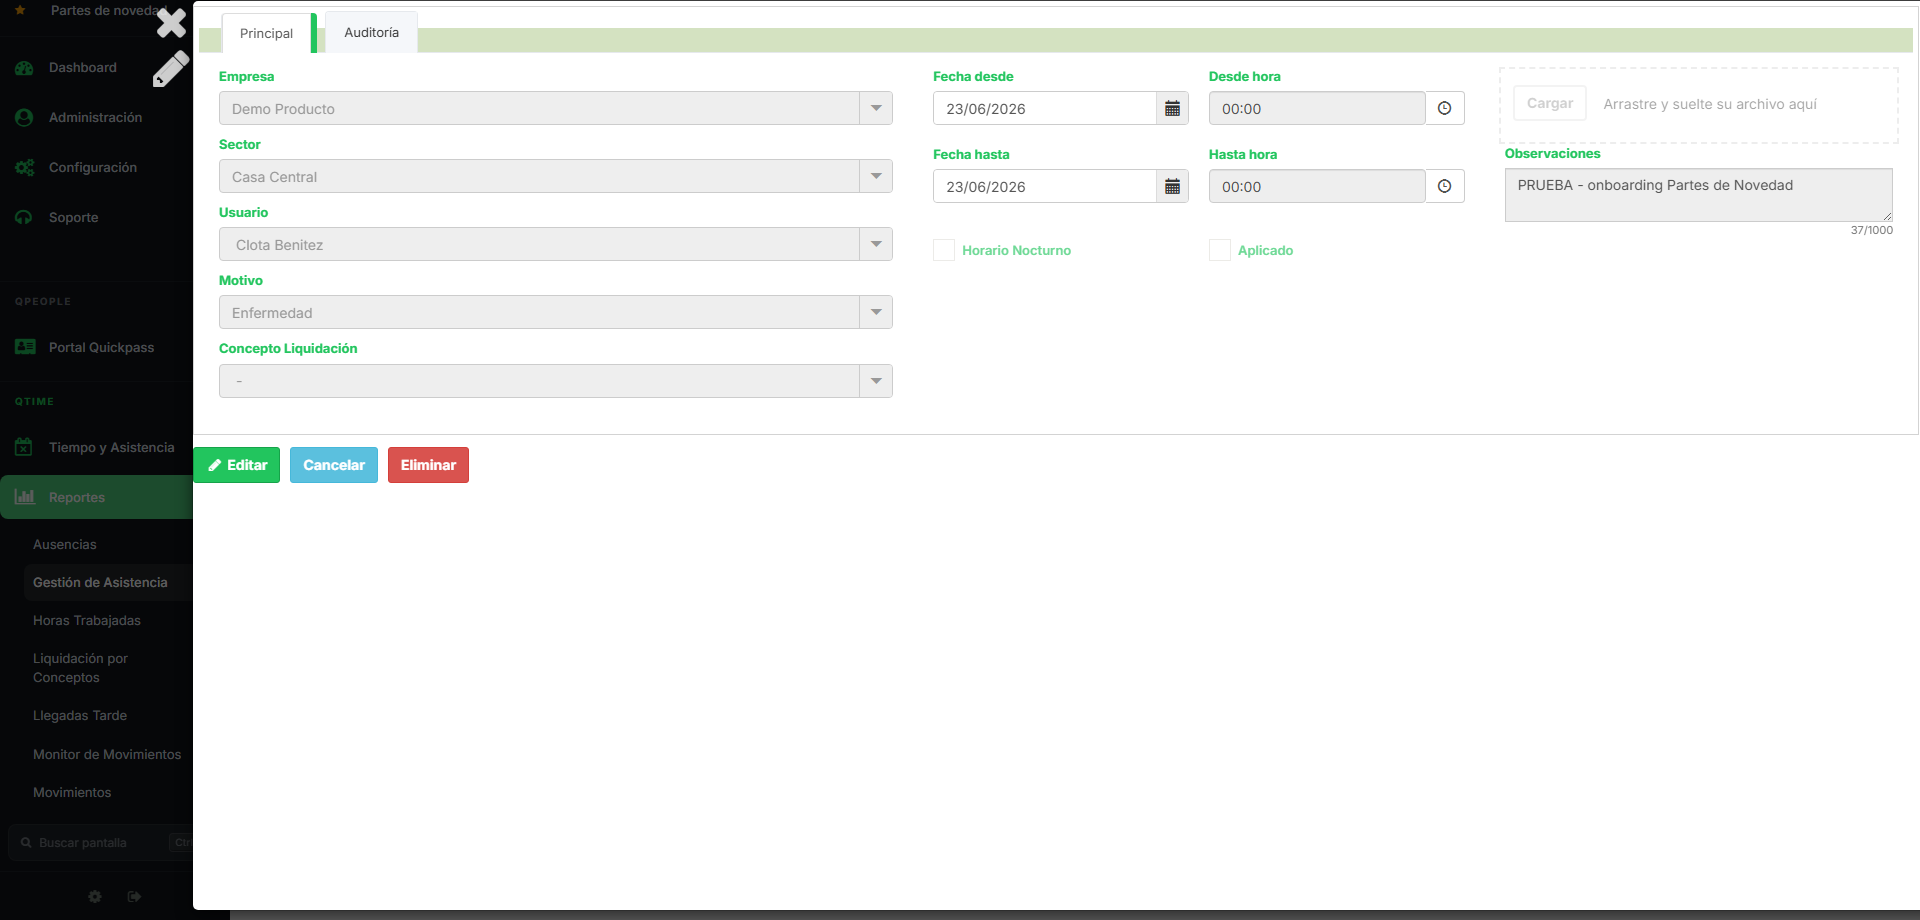 Partes de novedad
Dashboard
Administración
Configuración
Soporte
QPEOPLE
Portal Quickpass
QTIME
Tiempo y Asistencia
Reportes
Ausencias
Gestión de Asistencia
Horas Trabajadas
Liquidación por
Conceptos
Llegadas Tarde
Monitor de Movimientos
Movimientos
Buscar pantalla
Principal
Auditoría
Empresa
Demo Producto
Sector
Casa Central
Usuario
Clota Benitez
Motivo
Enfermedad
Concepto Liquidación
-
Fecha desde
23/06/2026
Desde hora
00:00
Fecha hasta
23/06/2026
Hasta hora
00:00
Horario Nocturno
Aplicado
Cargar
Arrastre y suelte su archivo aquí
Observaciones
PRUEBA - onboarding Partes de Novedad
37/1000
Editar
Cancelar
Eliminar